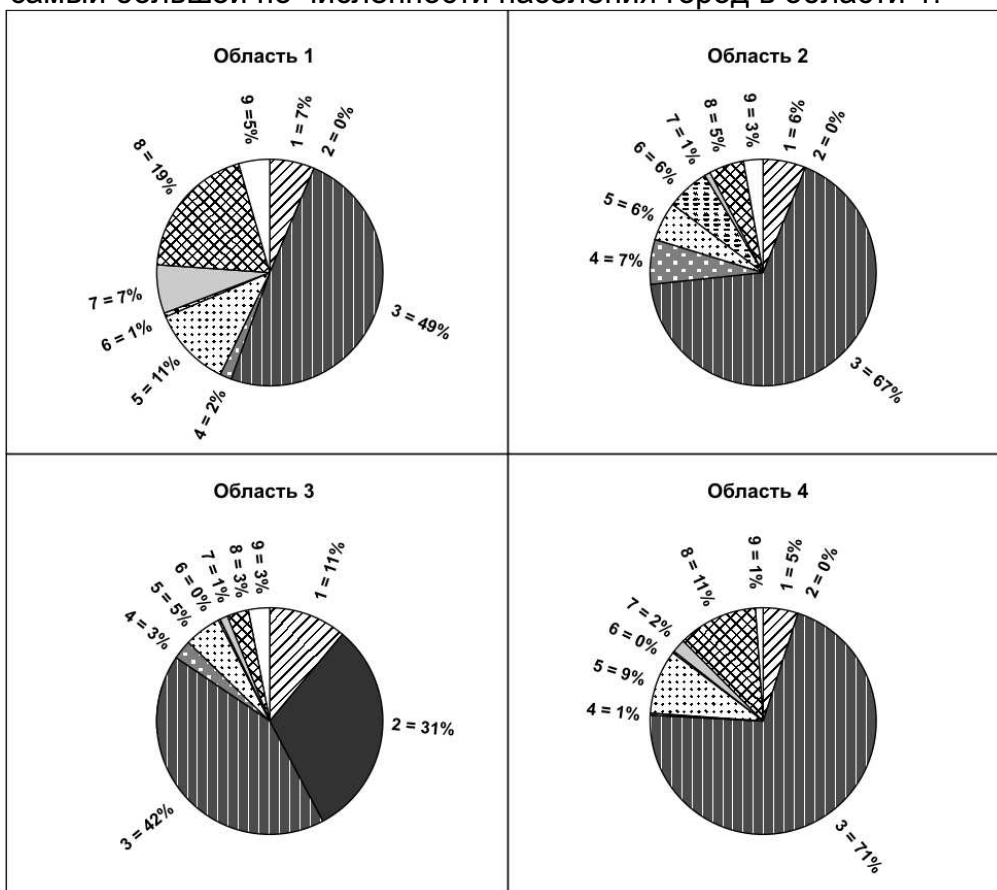 самый большой по численности населения город в области
Область 1
1 = 7%
2 = 0%
3 = 49%
4 = 2%
5 = 11%
6 = 1%
7 = 7%
8 = 19%
9 =5%
Область 2
1 = 6%
2 = 0%
3 = 67%
4 = 7%
5 = 6%
6 = 6%
7 = 1%
8 = 5%
9 = 3%
Область 3
1 = 11%
2 = 31%
3 = 42%
4 = 3%
5 = 5%
6 = 0%
7 = 1%
8 = 3%
9 = 3%
Область 4
1 = 5%
2 = 0%
3 = 71%
4 = 1%
5 = 9%
6 = 0%
7 = 2%
8 = 11%
9 = 1%